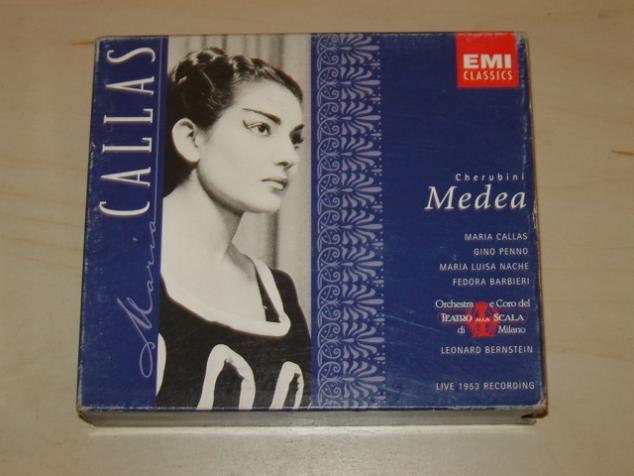 Maria CALLAS
EMI
CLASSICS
Cherubini
Medea
MARIA CALLAS
GINO PENNO
MARIA LUISA NACHE
FEDORA BARBIERI
Orchestra e Coro del
TEATRO ALLA SCALA
di Milano
LEONARD BERNSTEIN
LIVE 1953 RECORDING